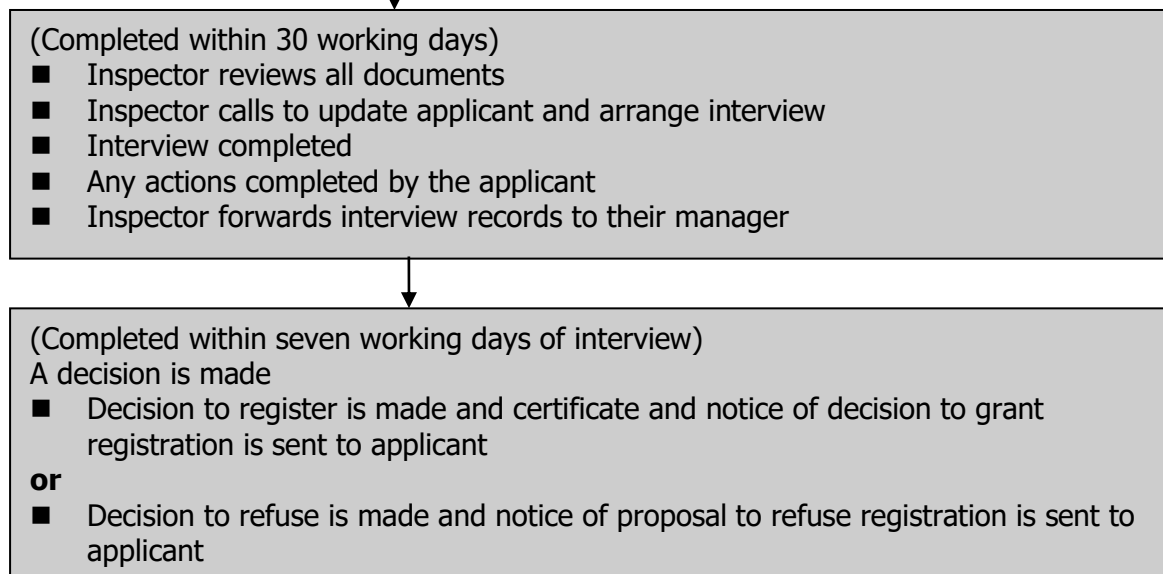 (Completed within 30 working days)
■ Inspector reviews all documents
■ Inspector calls to update applicant and arrange interview
■ Interview completed
■ Any actions completed by the applicant
■ Inspector forwards interview records to their manager
(Completed within seven working days of interview)
A decision is made
■ Decision to register is made and certificate and notice of decision to grant
registration is sent to applicant
or
■ Decision to refuse is made and notice of proposal to refuse registration is sent to
applicant